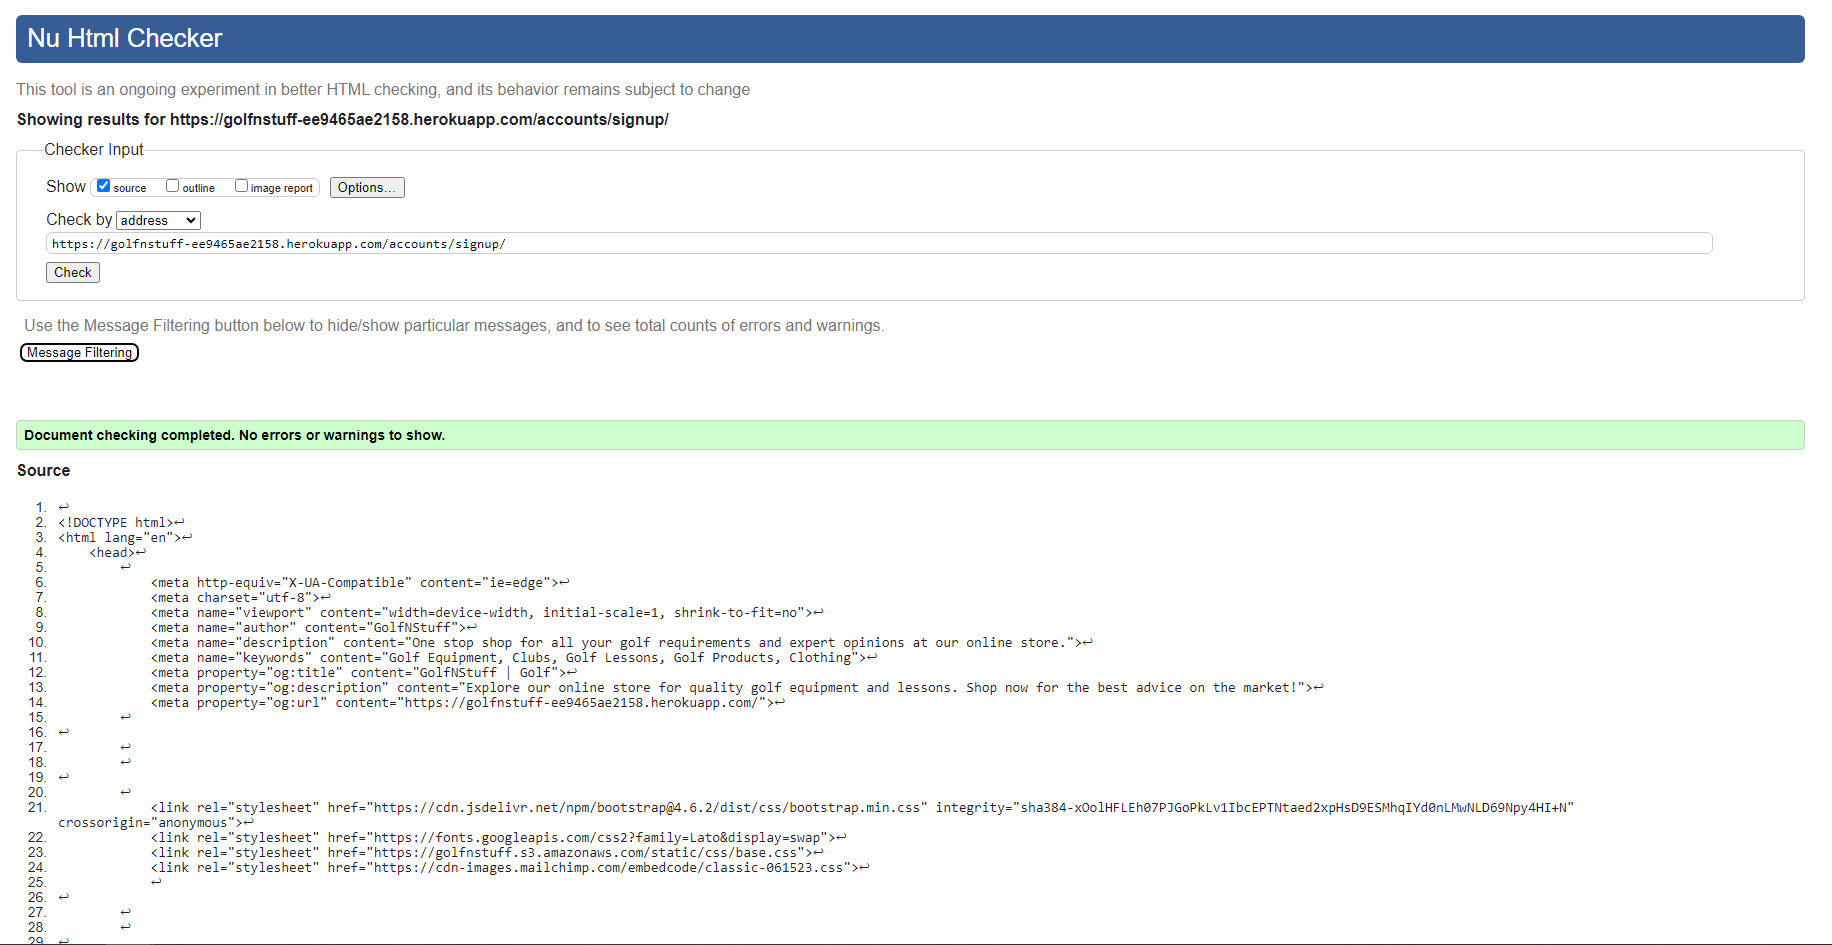 Nu Html Checker
This tool is an ongoing experiment in better HTML checking, and its behavior remains subject to change
Showing results for https://golfnstuff-ee9465ae2158.herokuapp.com/accounts/signup/
Checker Input
Show source outline image report Options...
Check by address
https://golfnstuff-ee9465ae2158.herokuapp.com/accounts/signup/
Check
Use the Message Filtering button below to hide/show particular messages, and to see total counts of errors and warnings.
Message Filtering
Document checking completed. No errors or warnings to show.
Source
1. ↩
2. <!DOCTYPE html>↩
3. <html lang="en">↩
4. <head>↩
5. ↩
6. <meta http-equiv="X-UA-Compatible" content="ie=edge">↩
7. <meta charset="utf-8">↩
8. <meta name="viewport" content="width=device-width, initial-scale=1, shrink-to-fit=no">↩
9. <meta name="author" content="GolfNStuff">↩
10. <meta name="description" content="One stop shop for all your golf requirements and expert opinions at our online store.">↩
11. <meta name="keywords" content="Golf Equipment, Clubs, Golf Lessons, Golf Products, Clothing">↩
12. <meta property="og:title" content="GolfNStuff | Golf">↩
13. <meta property="og:description" content="Explore our online store for quality golf equipment and lessons. Shop now for the best advice on the market!">↩
14. <meta property="og:url" content="https://golfnstuff-ee9465ae2158.herokuapp.com/">↩
15. ↩
16. ↩
17. ↩
18. ↩
19. ↩
20. ↩
21. <link rel="stylesheet" href="https://cdn.jsdelivr.net/npm/bootstrap@4.6.2/dist/css/bootstrap.min.css" integrity="sha384-xOolHFLEh07PJGoPkLv1IbcEPTNtaed2xpHsD9ESMhqIYd0nLMwNLD69Npy4HI+N"
crossorigin="anonymous">↩
22. <link rel="stylesheet" href="https://fonts.googleapis.com/css2?family=Lato&display=swap">↩
23. <link rel="stylesheet" href="https://golfnstuff.s3.amazonaws.com/static/css/base.css">↩
24. <link rel="stylesheet" href="https://cdn-images.mailchimp.com/embedcode/classic-061523.css">↩
25. ↩
26. ↩
27. ↩
28. ↩
29. ↩